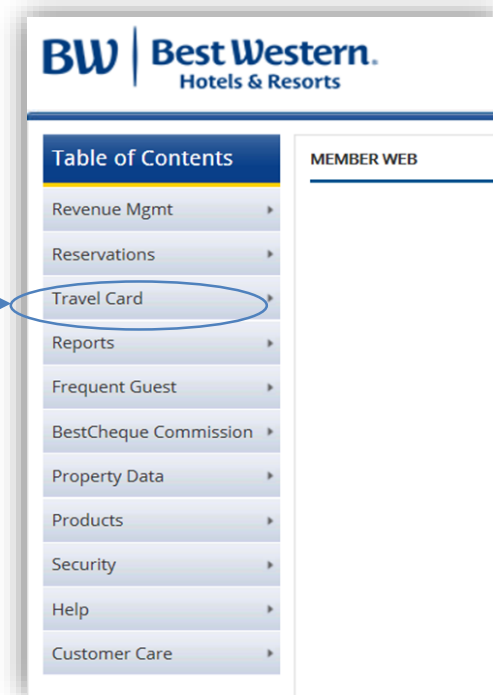 BW Best Western.
Hotels & Resorts
Table of Contents
MEMBER WEB
Revenue Mgmt
Reservations
Travel Card
Reports
Frequent Guest
BestCheque Commission
Property Data
Products
Security
Help
Customer Care